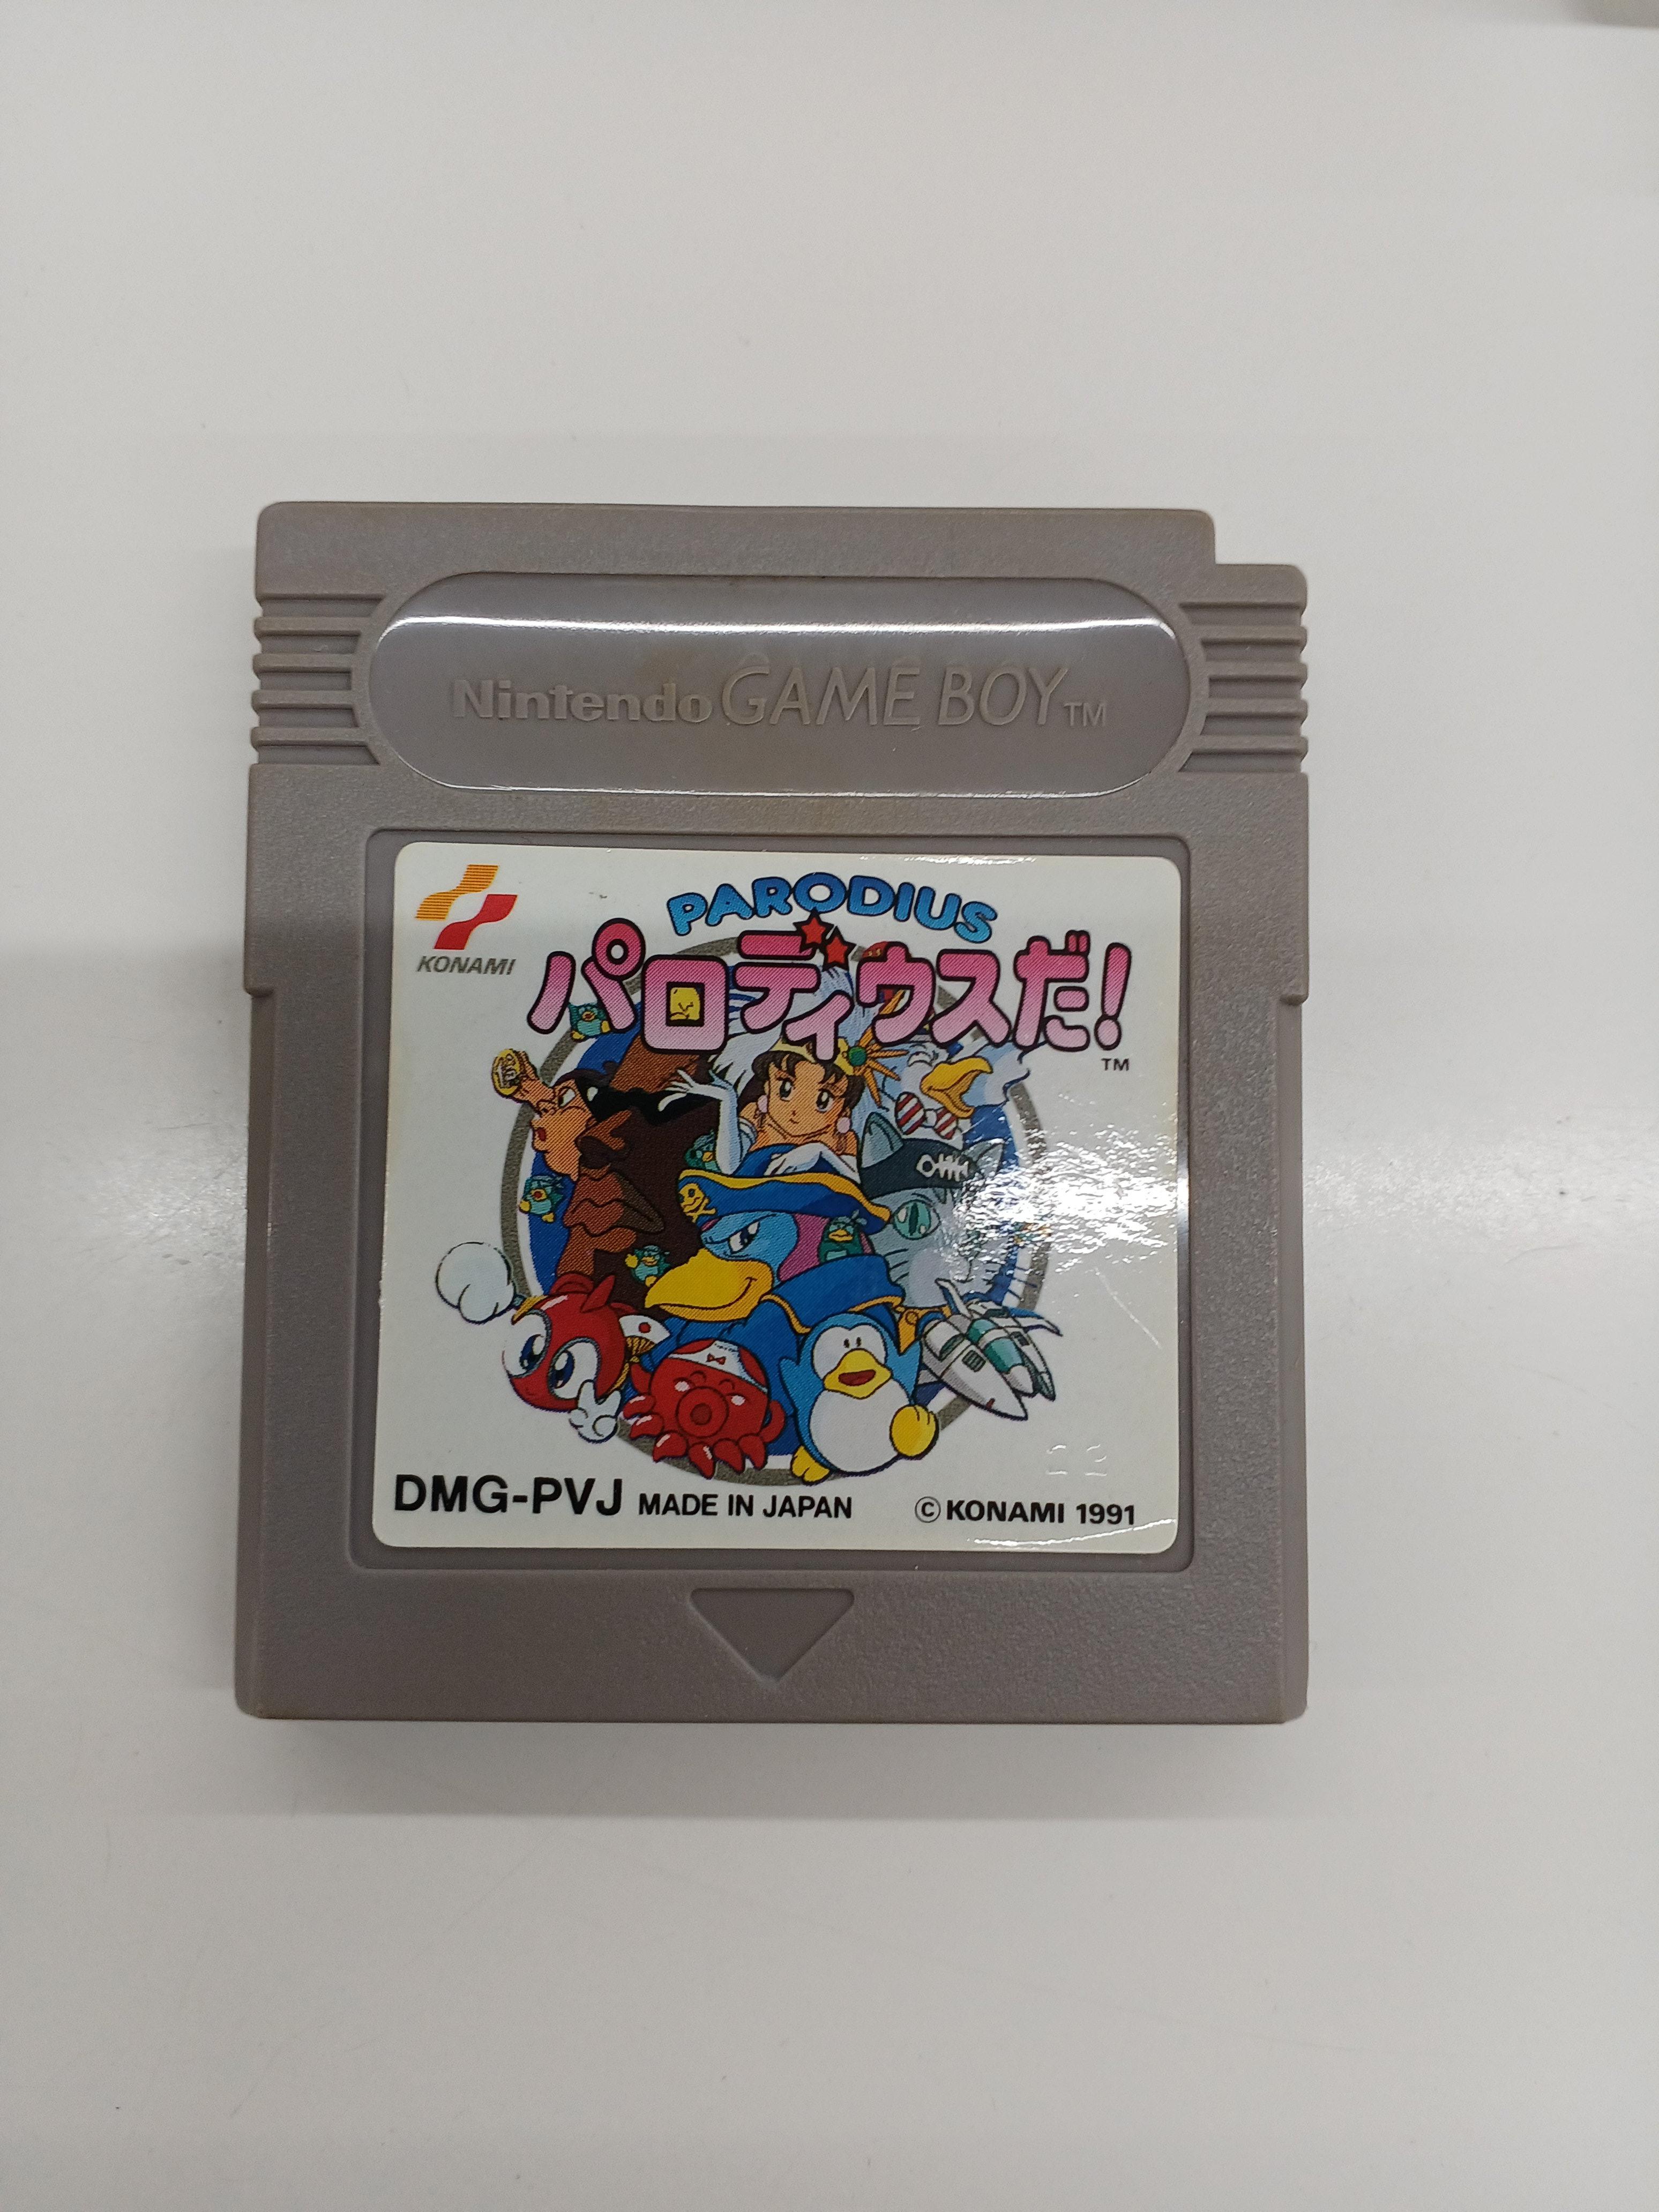 Nintendo GAME BOY TM
KONAMI
PARODIUS
パロディウスだ!
TM
DMG-PVJ MADE IN JAPAN © KONAMI 1991